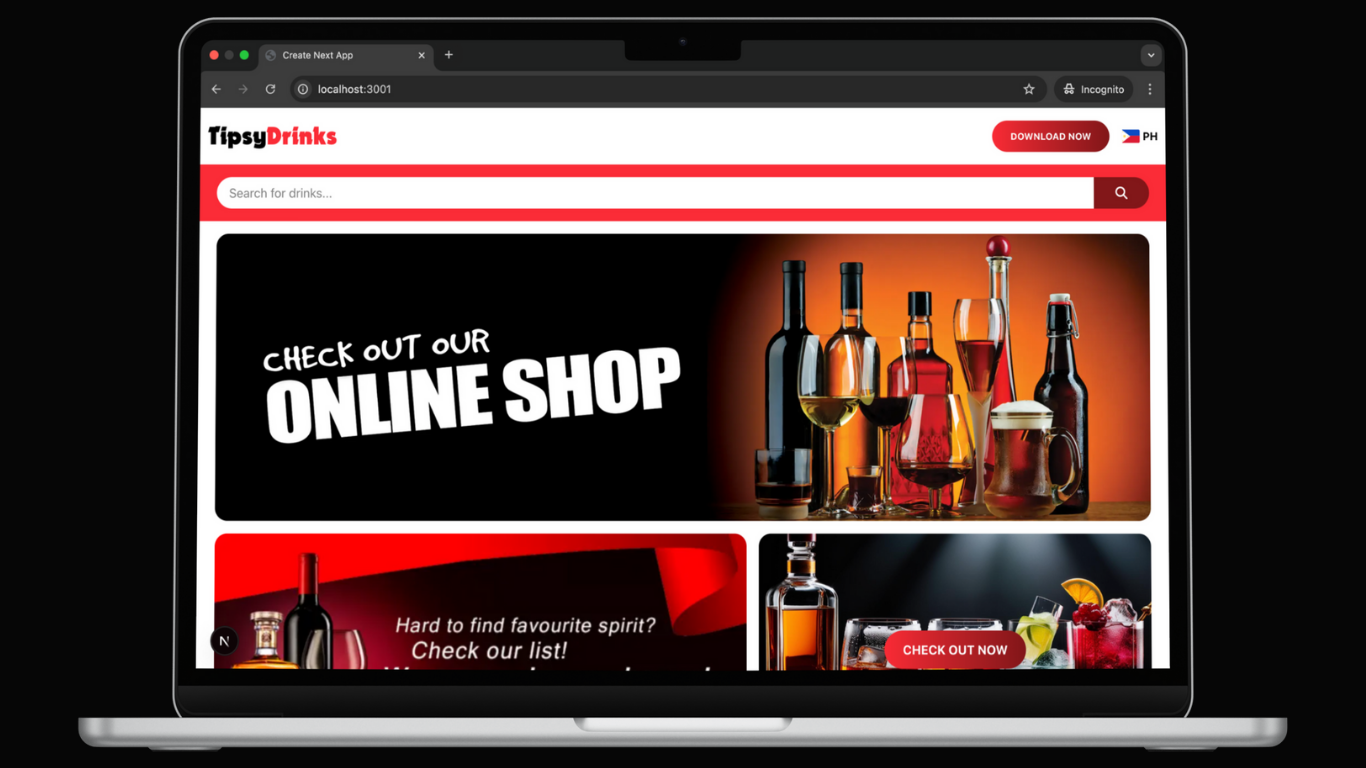 Create Next App
localhost:3001
Incognito
TipsyDrinks
DOWNLOAD NOW
PH
Search for drinks...
CHECK OUT OUR
ONLINE SHOP
Hard to find favourite spirit?
Check our list!
N
CHECK OUT NOW